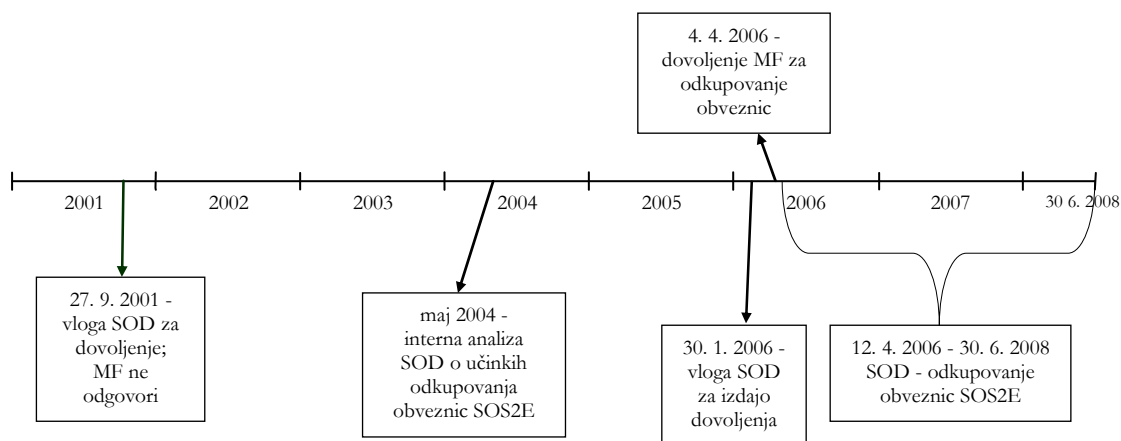 4. 4. 2006 -
dovoljenje MF za
odkupovanje
obveznic
2001
2002
2003
2004
2005
2006
2007
30 6. 2008
27. 9. 2001 -
vloga SOD za
dovoljenje;
MF ne
odgovori
maj 2004 -
interna analiza
SOD o učinkih
odkupovanja
obveznic SOS2E
30. 1. 2006 -
vloga SOD
za izdajo
dovoljenja
12. 4. 2006 - 30. 6. 2008
SOD - odkupovanje
obveznic SOS2E